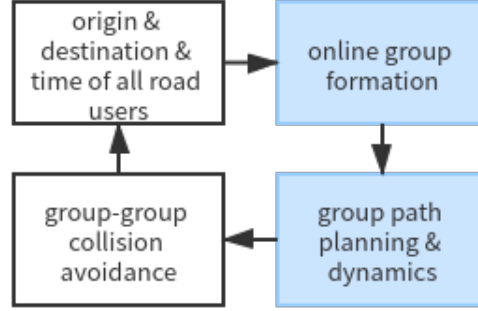 origin &
destination &
time of all road
users
online group
formation
group-group
collision
avoidance
group path
planning &
dynamics